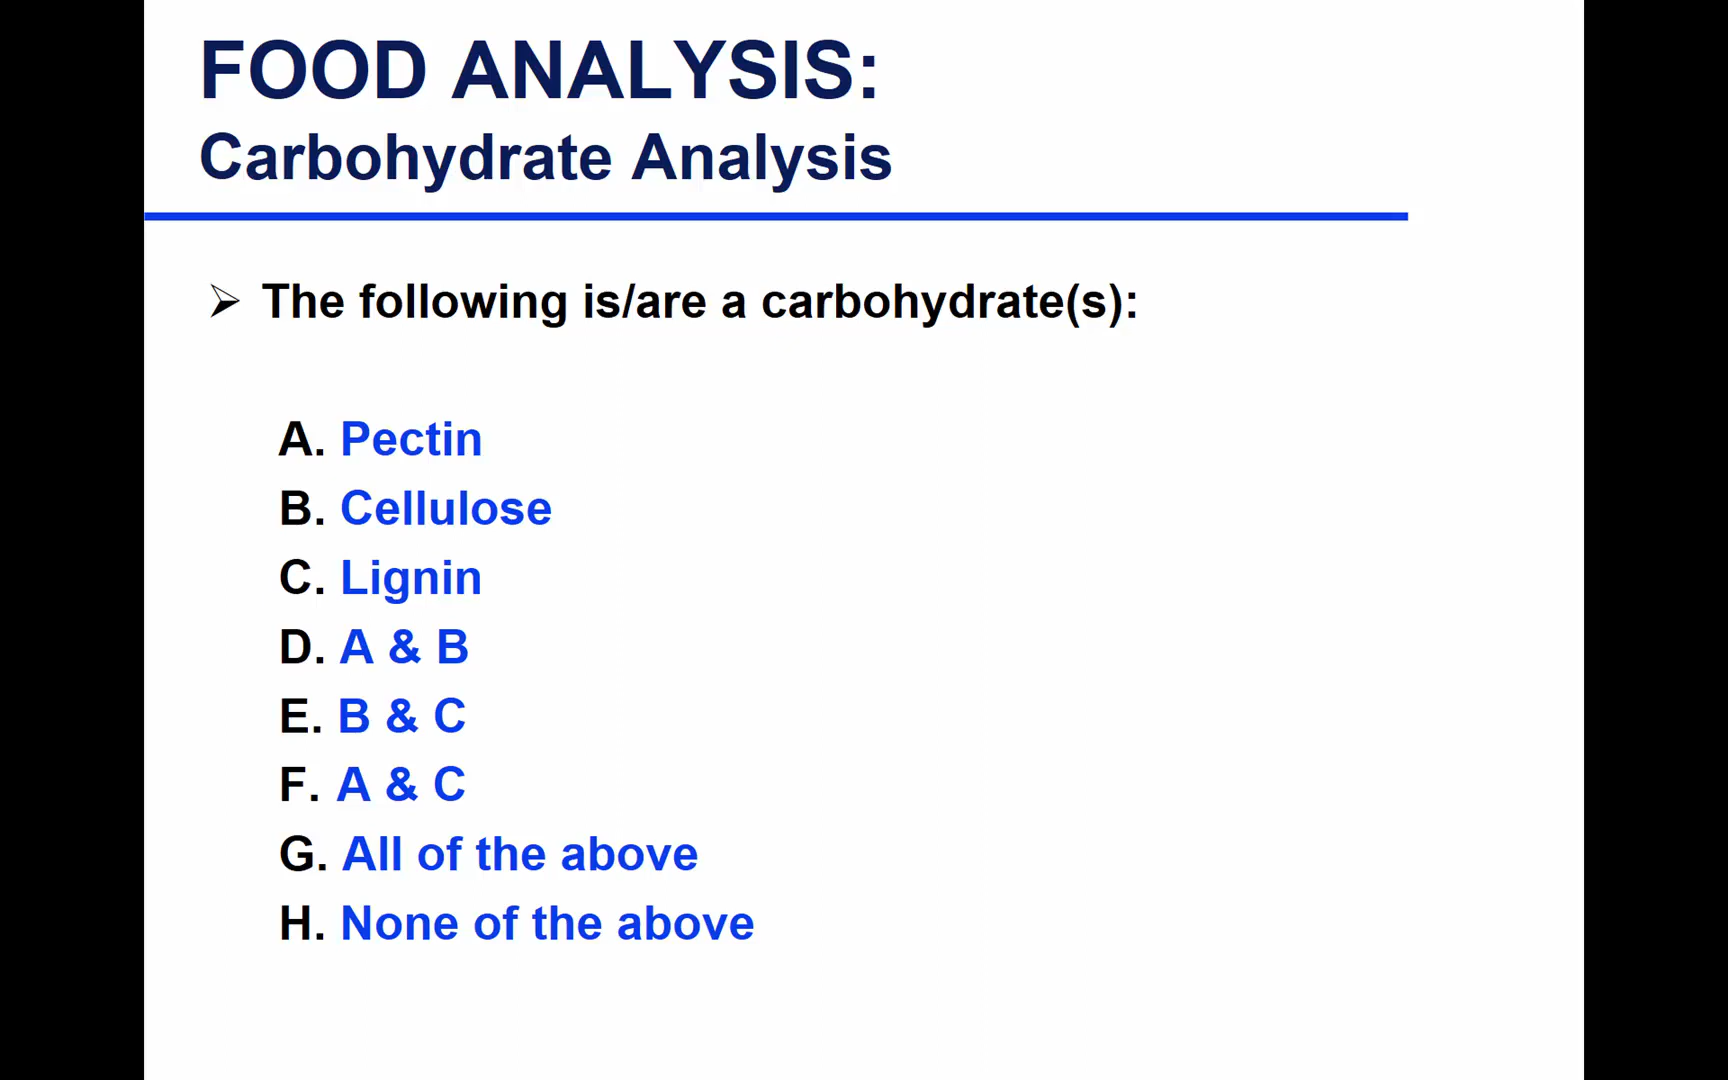 FOOD ANALYSIS:
Carbohydrate Analysis
➢ The following is/are a carbohydrate(s):
A. Pectin
B. Cellulose
C. Lignin
D. A & B
E. B & C
F. A & C
G. All of the above
H. None of the above